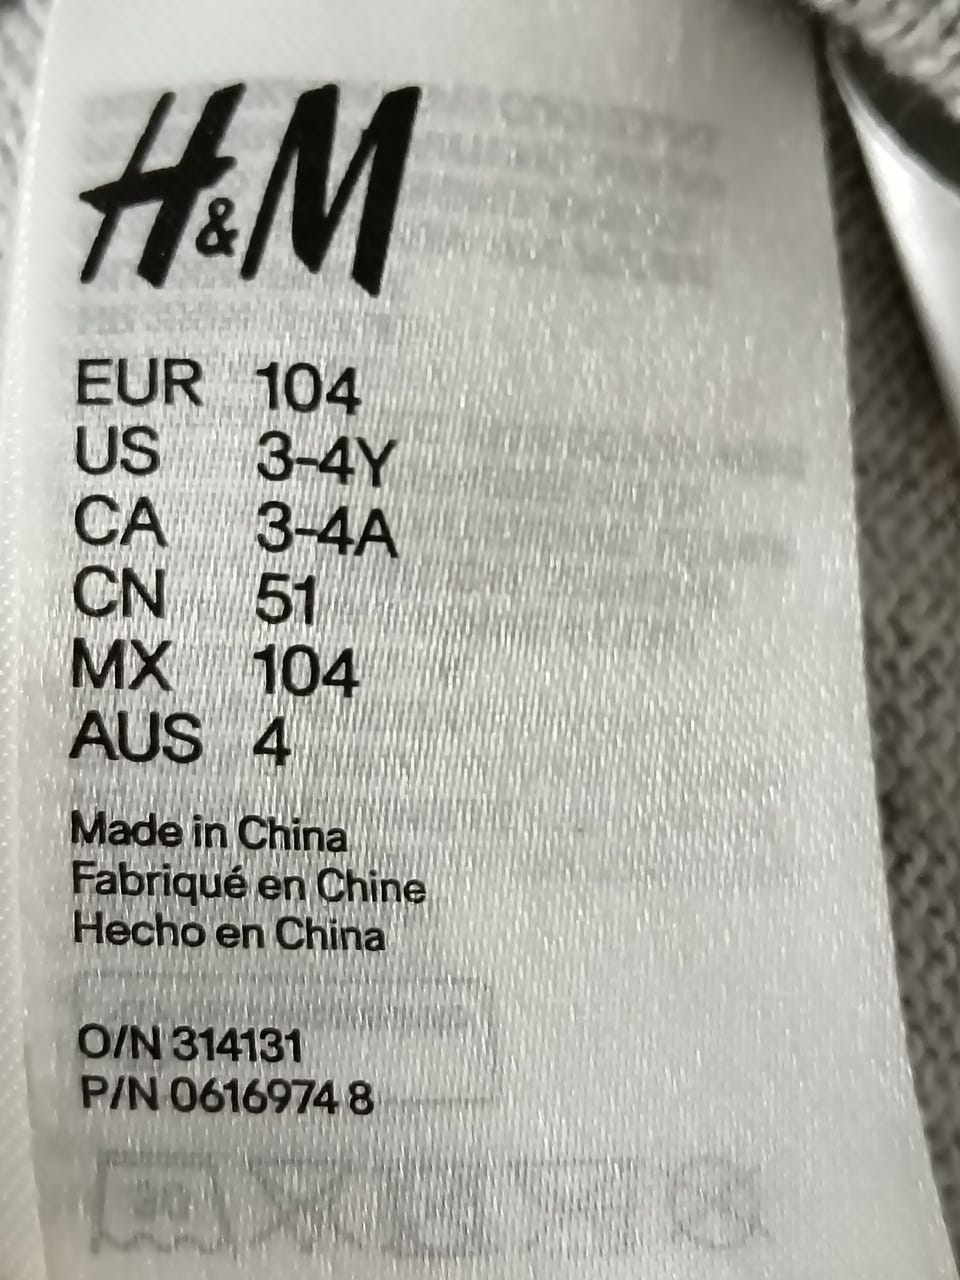 H&M
EUR 104
US 3-4Y
CA 3-4A
CN 51
MX 104
AUS 4
Made in China
Fabriqué en Chine
Hecho en China
O/N 314131
P/N 0616974 8